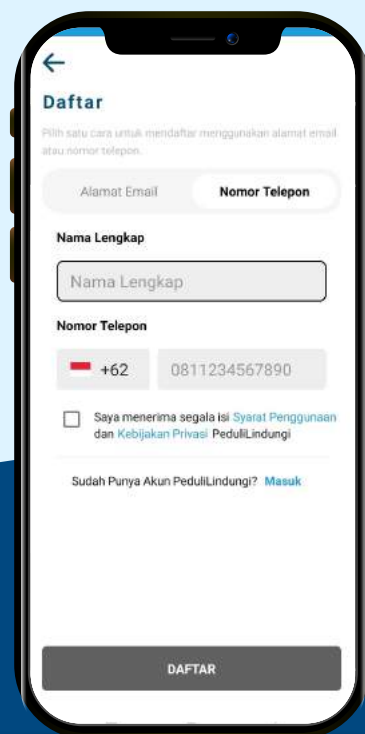 Daftar
Pilih satu cara untuk mendaftar menggunakan alamat email
atau nomor telepon.
Alamat Email
Nomor Telepon
Nama Lengkap
Nama Lengkap
Nomor Telepon
+62
0811234567890
Saya menerima segala isi Syarat Penggunaan
dan Kebijakan Privasi PeduliLindungi
Sudah Punya Akun PeduliLindungi? Masuk
DAFTAR